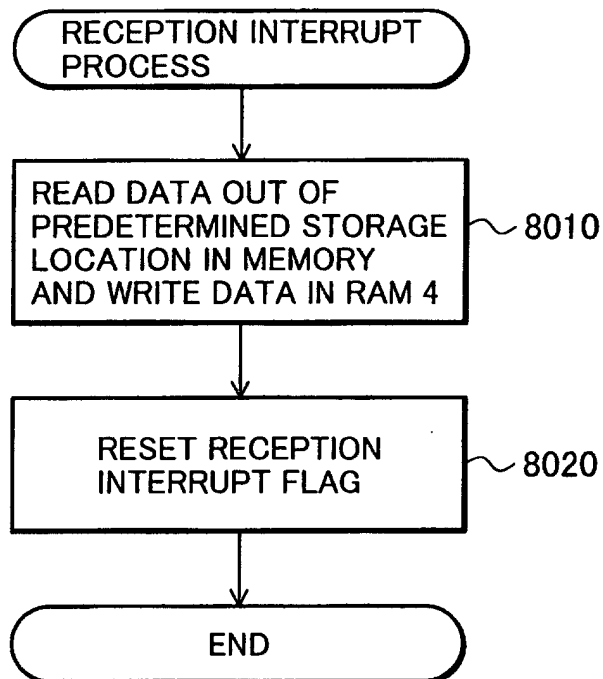 RECEPTION INTERRUPT
PROCESS
READ DATA OUT OF
PREDETERMINED STORAGE
LOCATION IN MEMORY
AND WRITE DATA IN RAM 4
8010
RESET RECEPTION
INTERRUPT FLAG
8020
END